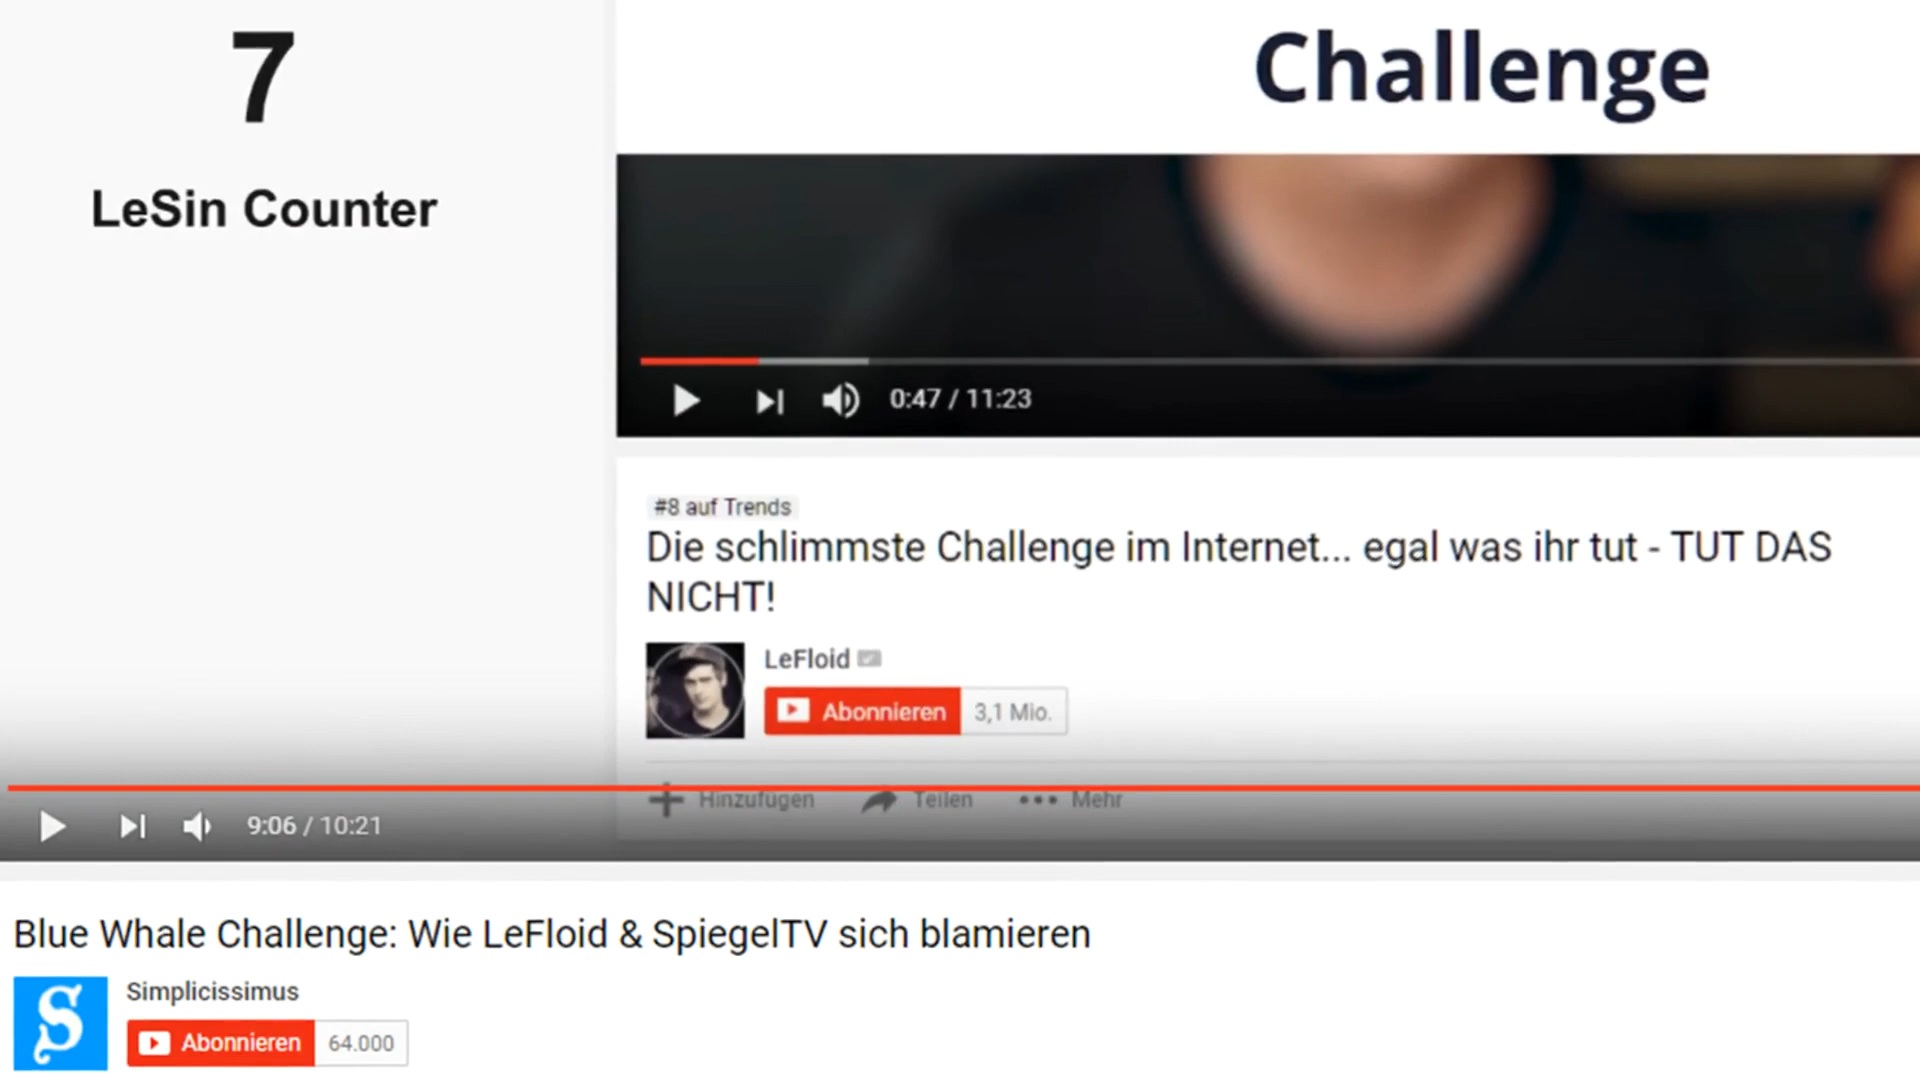 7
LeSin Counter
Challenge
0:47 / 11:23
#8 auf Trends
Die schlimmste Challenge im Internet... egal was ihr tut - TUT DAS
NICHT!
LeFloid
Abonnieren 3,1 Mio.
Hinzufügen Teilen Mehr
9:06 / 10:21
Blue Whale Challenge: Wie LeFloid & SpiegelTV sich blamieren
S
Simplicissimus
Abonnieren 64.000